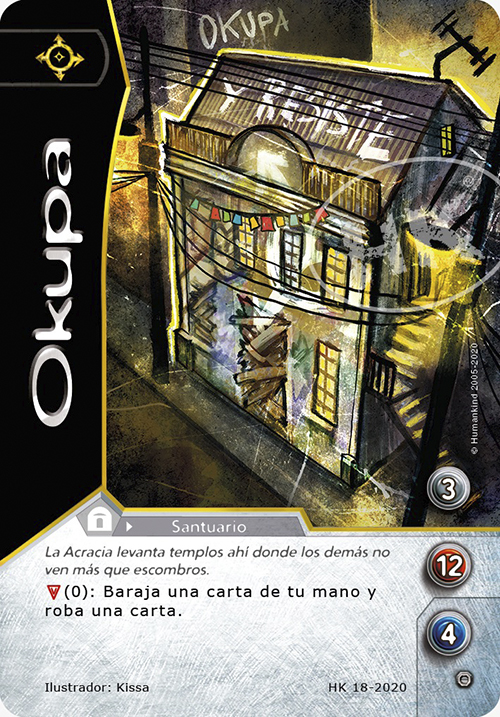 OKUPA
Y RESISTE
Okupa
© Humankind 2005-2020
3
Santuario
La Acracia levanta templos ahí donde los demás no
ven más que escombros.
(0): Baraja una carta de tu mano y
roba una carta.
12
4
Ilustrador: Kissa
HK 18-2020